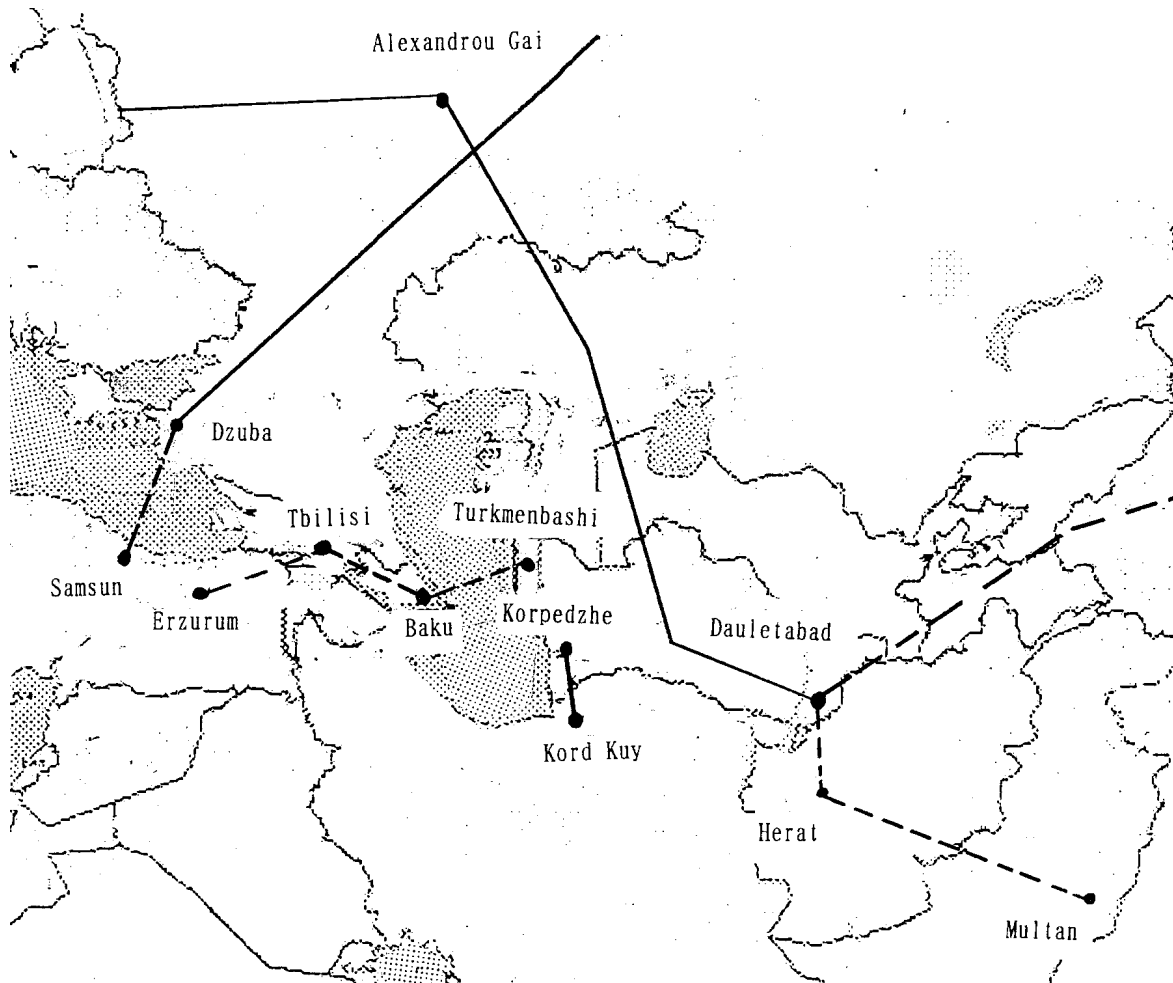 Alexandrou Gai
Dzuba
Tbilisi
Turkmenbashi
Samsun
Erzurum
Baku
Korpedzhe
Dauletabad
Kord Kuy
Herat
Multan